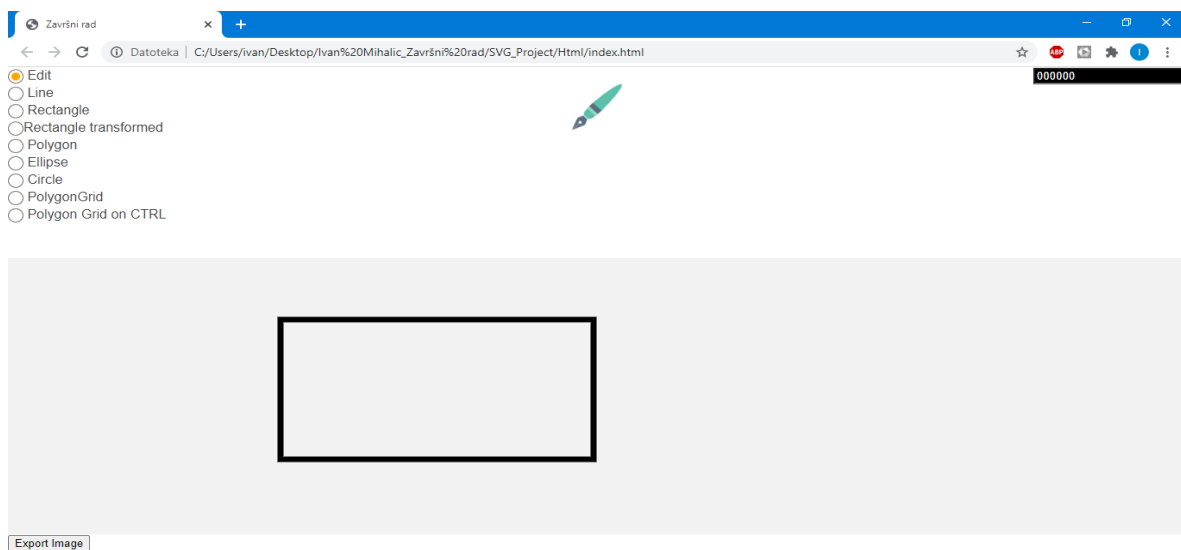 Završni rad
Datoteka | C:/Users/ivan/Desktop/Ivan%20Mihalic_Završni%20rad/SVG_Project/Html/index.html
ABP
I
Edit
000000
Line
Rectangle
Rectangle transformed
Polygon
Ellipse
Circle
PolygonGrid
Polygon Grid on CTRL
Export Image